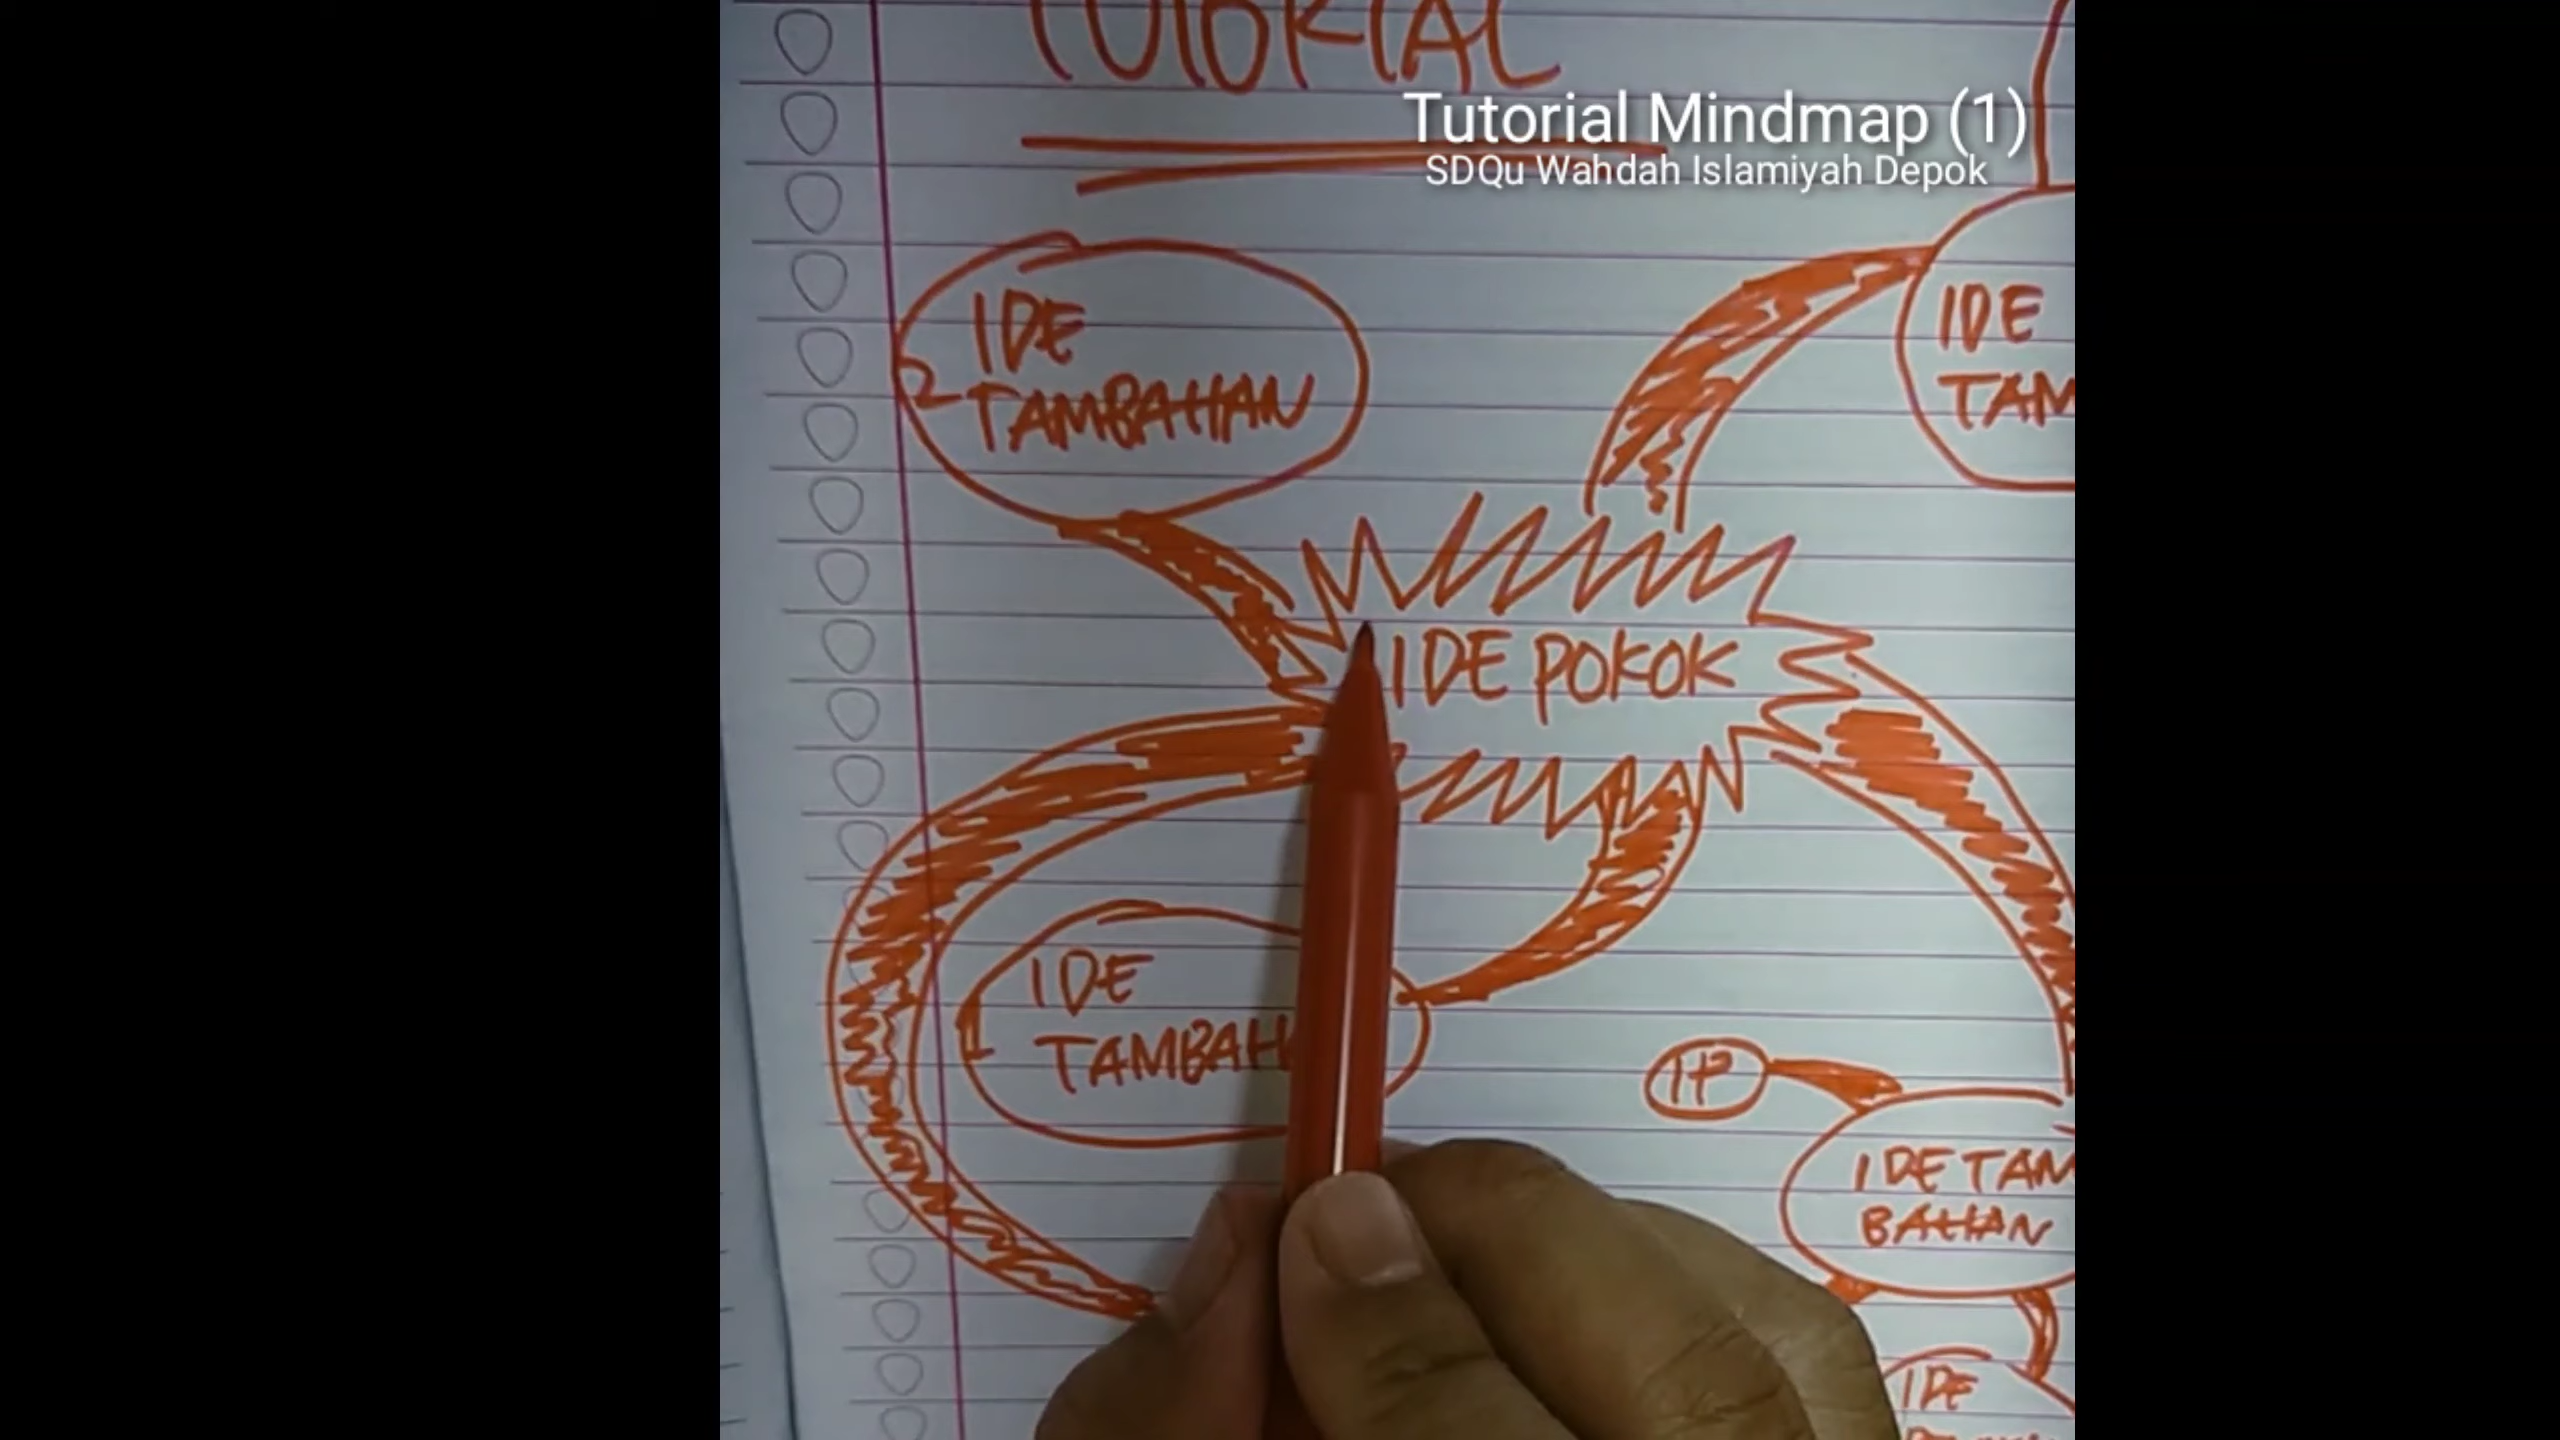 TUTORIAL
Tutorial Mindmap (1)
SDQu Wahdah Islamiyah Depok
IDE
TAMBAHAN
2
IDE
TAM
IDE POKOK
IDE
TAMBAH
1
IP
IDE TAM
BAHAN
IDE